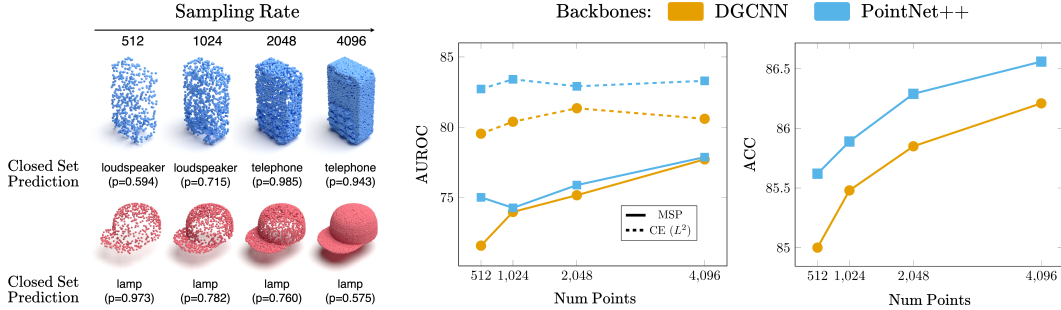 Sampling Rate
512 1024 2048 4096
Closed Set Prediction
loudspeaker (p=0.594)
loudspeaker (p=0.715)
telephone (p=0.985)
telephone (p=0.943)
Closed Set Prediction
lamp (p=0.973)
lamp (p=0.782)
lamp (p=0.760)
lamp (p=0.575)
Backbones: DGCNN PointNet++
AUROC
85
80
75
MSP
CE (L²)
512 1,024 2,048 4,096
Num Points
ACC
86.5
86
85.5
85
512 1,024 2,048 4,096
Num Points